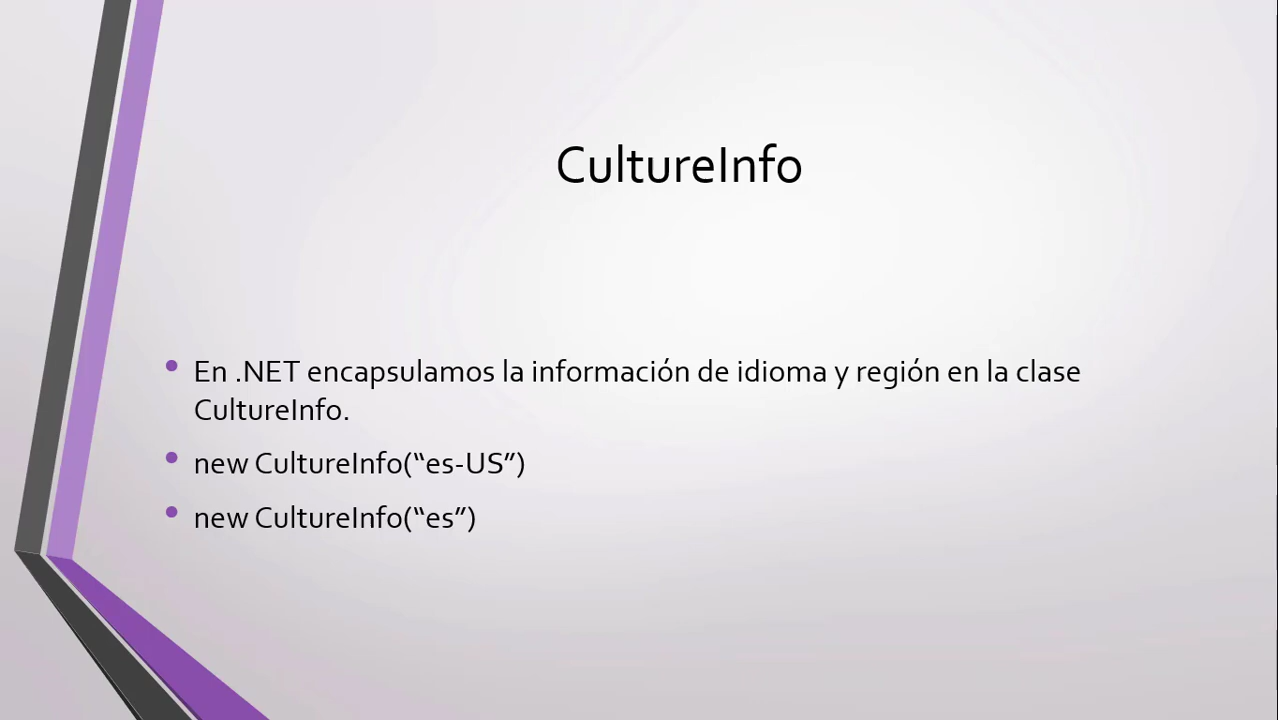 CultureInfo
• En .NET encapsulamos la información de idioma y región en la clase
CultureInfo.
• new CultureInfo(“es-US”)
• new CultureInfo(“es”)